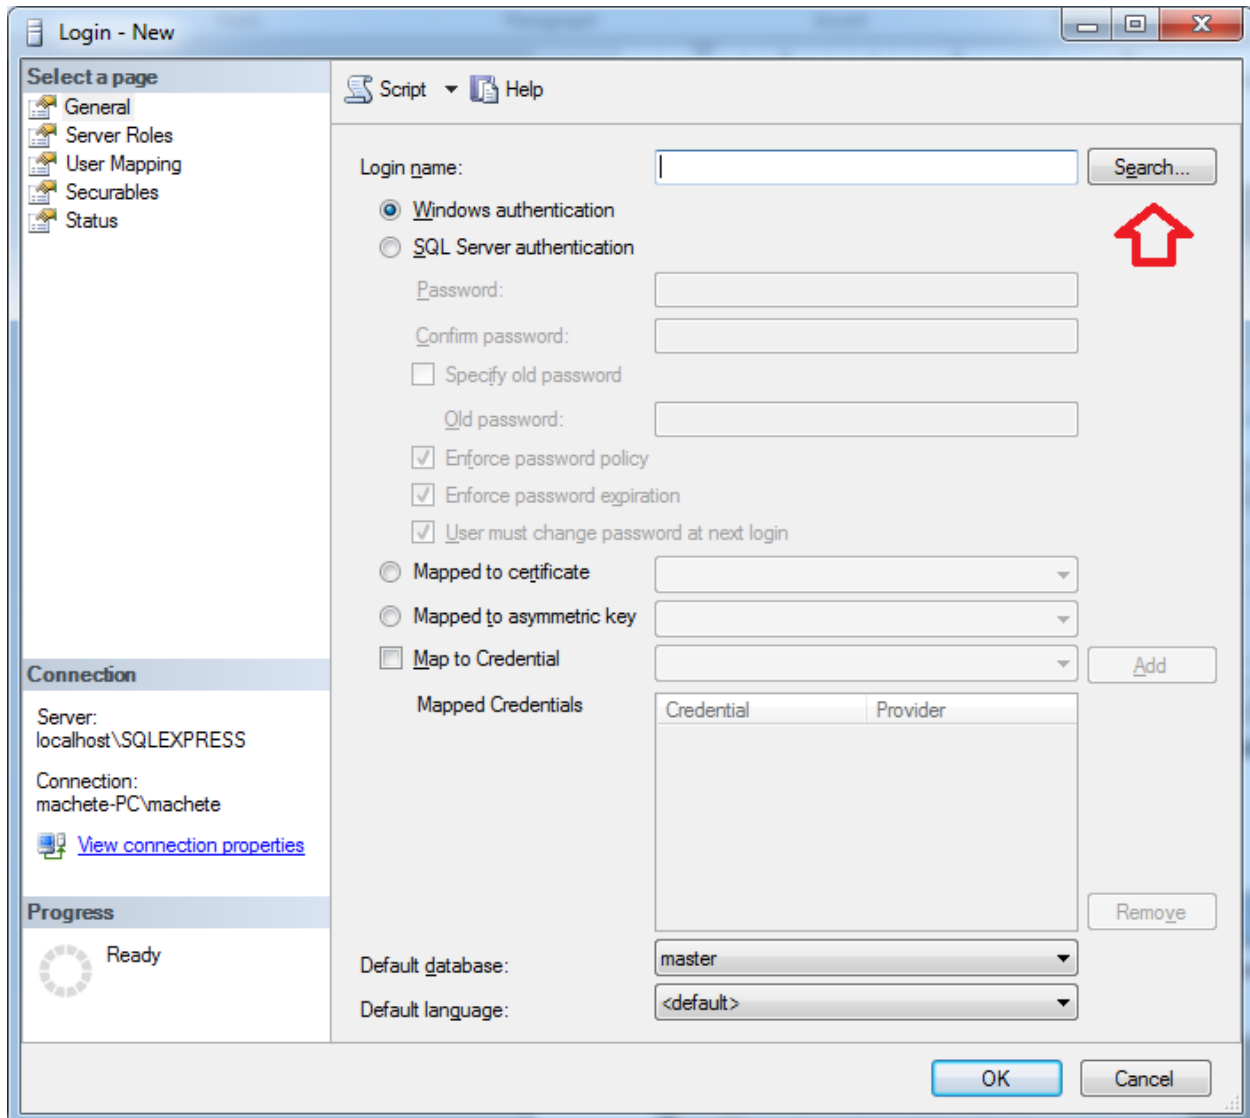 Login - New
Select a page
General
Server Roles
User Mapping
Securables
Status
Script
Help
Login name:
Search...
Windows authentication
SQL Server authentication
Password:
Confirm password:
Specify old password
Old password:
Enforce password policy
Enforce password expiration
User must change password at next login
Mapped to certificate
Mapped to asymmetric key
Map to Credential
Add
Mapped Credentials
Credential Provider
Remove
Default database: master
Default language: <default>
Connection
Server:
localhost\SQLEXPRESS
Connection:
machete-PC\machete
View connection properties
Progress
Ready
OK
Cancel